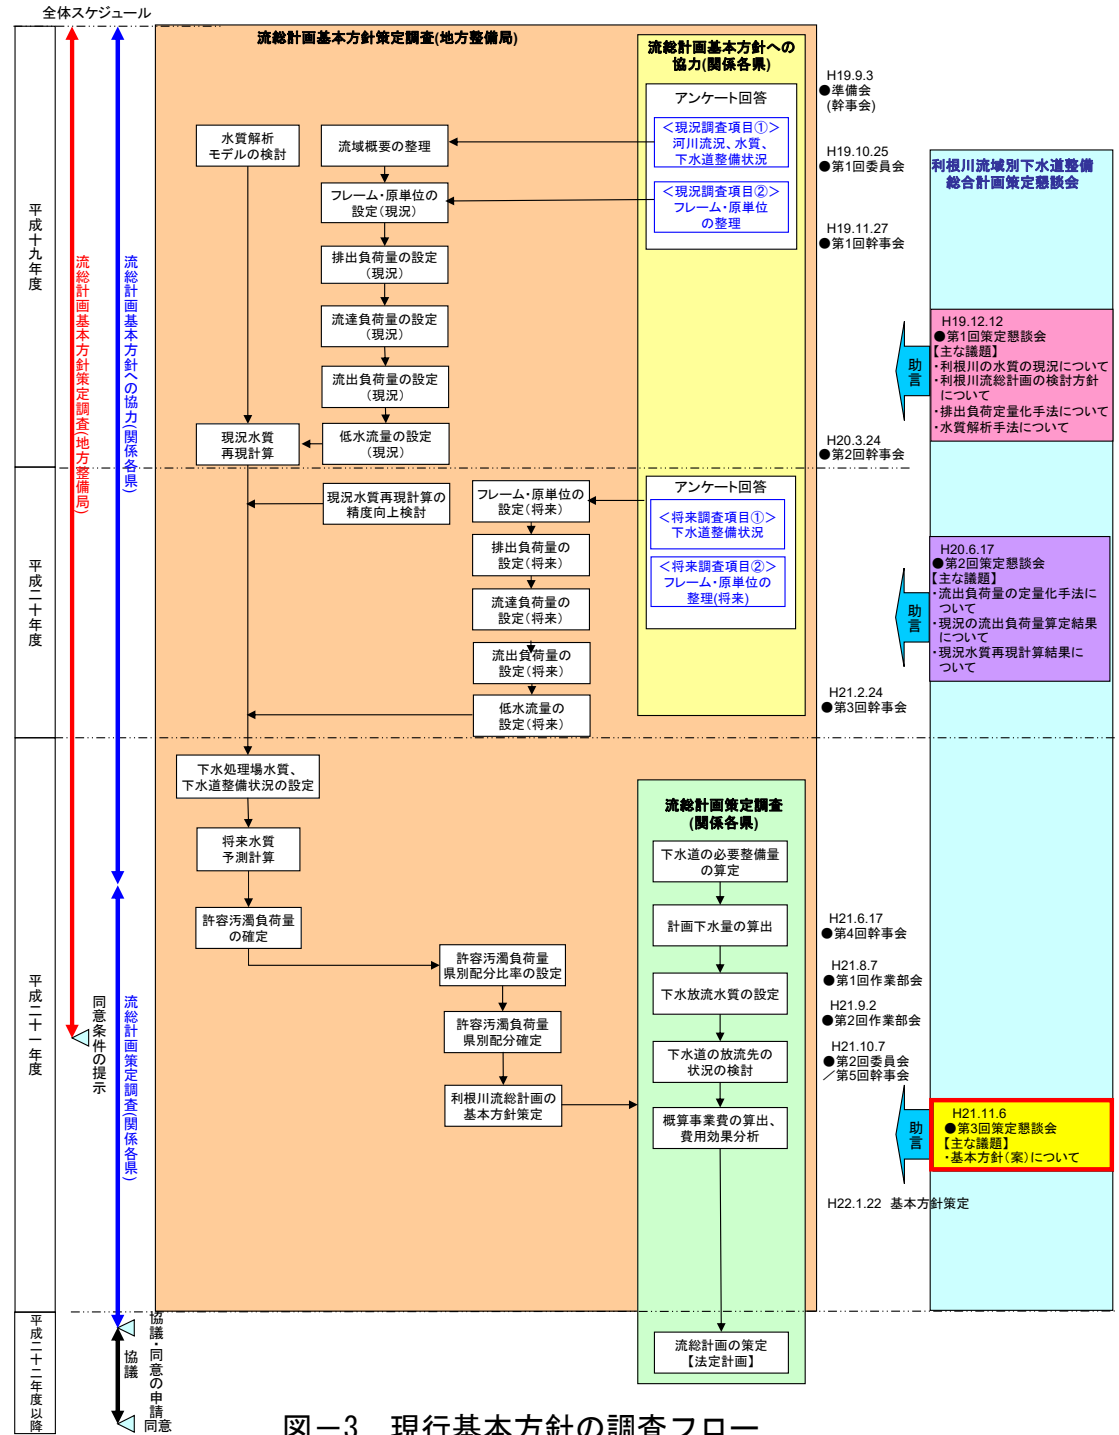 全体スケジュール
平成十九年度
平成二十年度
平成二十一年度
平成二十二年度以降
流総計画基本方針策定調査(地方整備局)
流総計画基本方針への協力(関係各県)
流総計画策定調査(関係各県)
同意条件の提示
協議・同意の申請
協議
同意
流総計画基本方針策定調査(地方整備局)
水質解析
モデルの検討
流域概要の整理
フレーム・原単位の
設定(現況)
排出負荷量の設定
(現況)
流達負荷量の設定
(現況)
流出負荷量の設定
(現況)
低水流量の設定
(現況)
現況水質
再現計算
現況水質再現計算の
精度向上検討
フレーム・原単位の
設定(将来)
排出負荷量の
設定(将来)
流達負荷量の
設定(将来)
流出負荷量の
設定(将来)
低水流量の
設定(将来)
下水処理場水質、
下水道整備状況の設定
将来水質
予測計算
許容汚濁負荷量
の確定
許容汚濁負荷量
県別配分比率の設定
許容汚濁負荷量
県別配分確定
利根川流総計画の
基本方針策定
流総計画基本方針への
協力(関係各県)
アンケート回答
<現況調査項目①>
河川流況、水質、
下水道整備状況
<現況調査項目②>
フレーム・原単位
の整理
アンケート回答
<将来調査項目①>
下水道整備状況
<将来調査項目②>
フレーム・原単位の
整理(将来)
流総計画策定調査
(関係各県)
下水道の必要整備量
の算定
計画下水量の算出
下水放流水質の設定
下水道の放流先の
状況の検討
概算事業費の算出、
費用効果分析
流総計画の策定
【法定計画】
H19.9.3
●準備会
(幹事会)
H19.10.25
●第1回委員会
H19.11.27
●第1回幹事会
H20.3.24
●第2回幹事会
H21.2.24
●第3回幹事会
H21.6.17
●第4回幹事会
H21.8.7
●第1回作業部会
H21.9.2
●第2回作業部会
H21.10.7
●第2回委員会
／第5回幹事会
H22.1.22 基本方針策定
利根川流域別下水道整備
総合計画策定懇談会
助言
H19.12.12
●第1回策定懇談会
【主な議題】
・利根川の水質の現況について
・利根川流総計画の検討方針
について
・排出負荷定量化手法について
・水質解析手法について
助言
H20.6.17
●第2回策定懇談会
【主な議題】
・流出負荷量の定量化手法に
ついて
・現況の流出負荷量算定結果
について
・現況水質再現計算結果に
ついて
助言
H21.11.6
●第3回策定懇談会
【主な議題】
・基本方針(案)について
図－3 現行基本方針の調査フロー